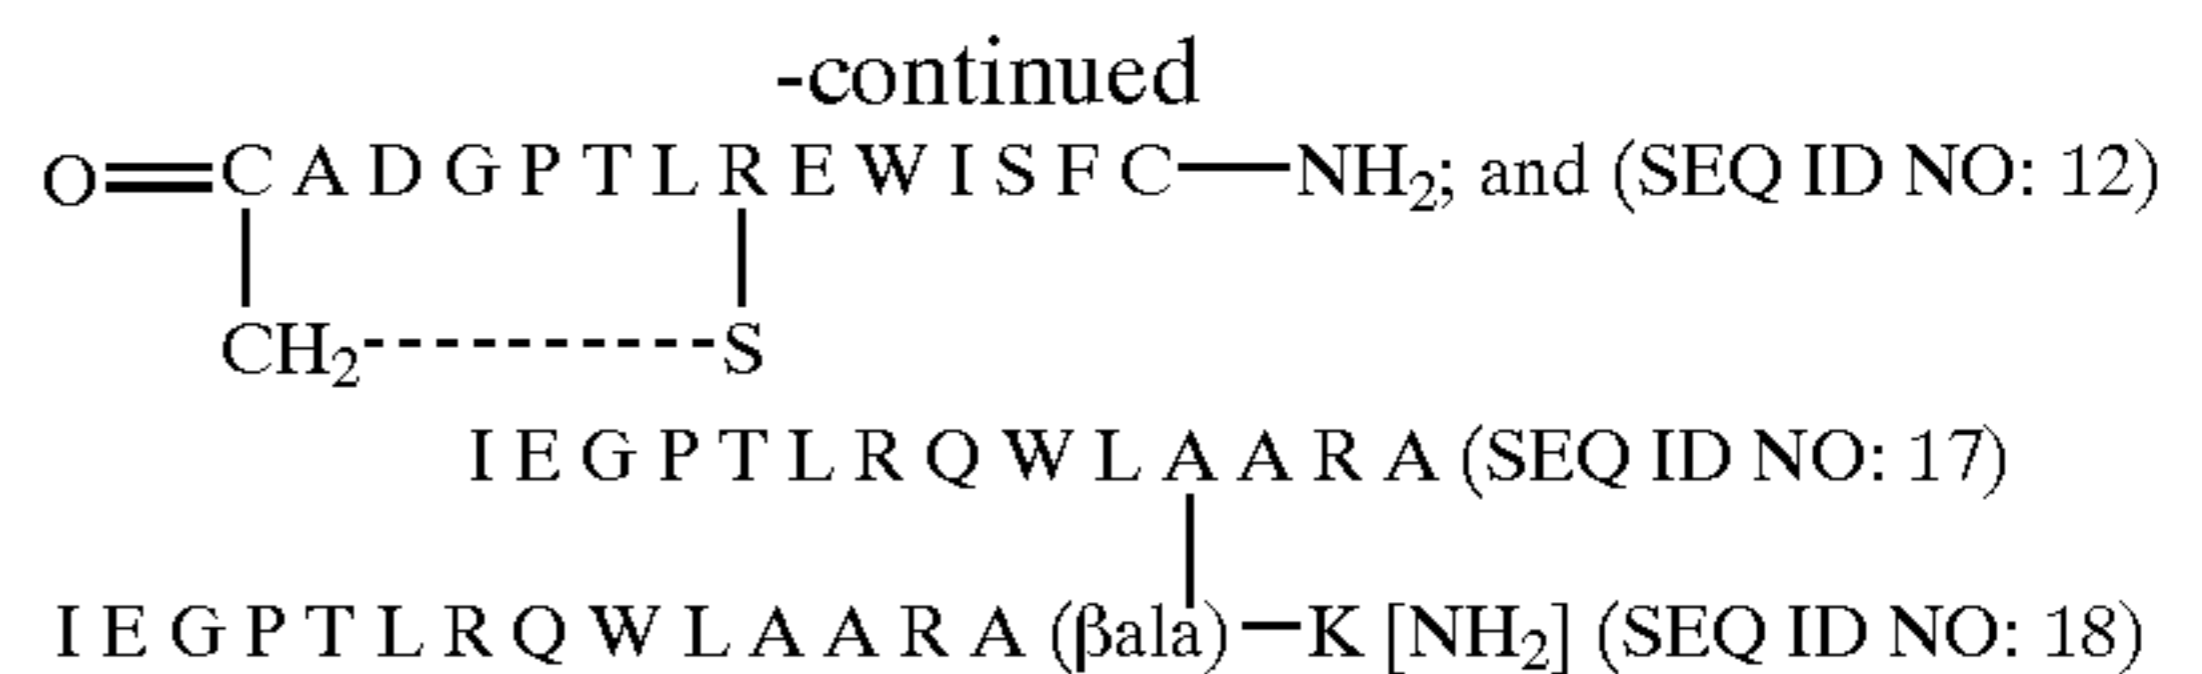 -continued
O=C A D G P T L R E W I S F C—NH₂; and (SEQ ID NO: 12)
CH₂-----------S
I E G P T L R Q W L A A R A (SEQ ID NO: 17)
I E G P T L R Q W L A A R A (βala)—K [NH₂] (SEQ ID NO: 18)